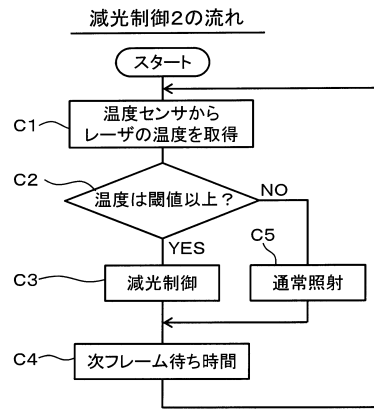 減光制御2の流れ
スタート
C1
温度センサから
レーザの温度を取得
C2
温度は閾値以上？
NO
YES
C5
C3
減光制御
通常照射
C4
次フレーム待ち時間